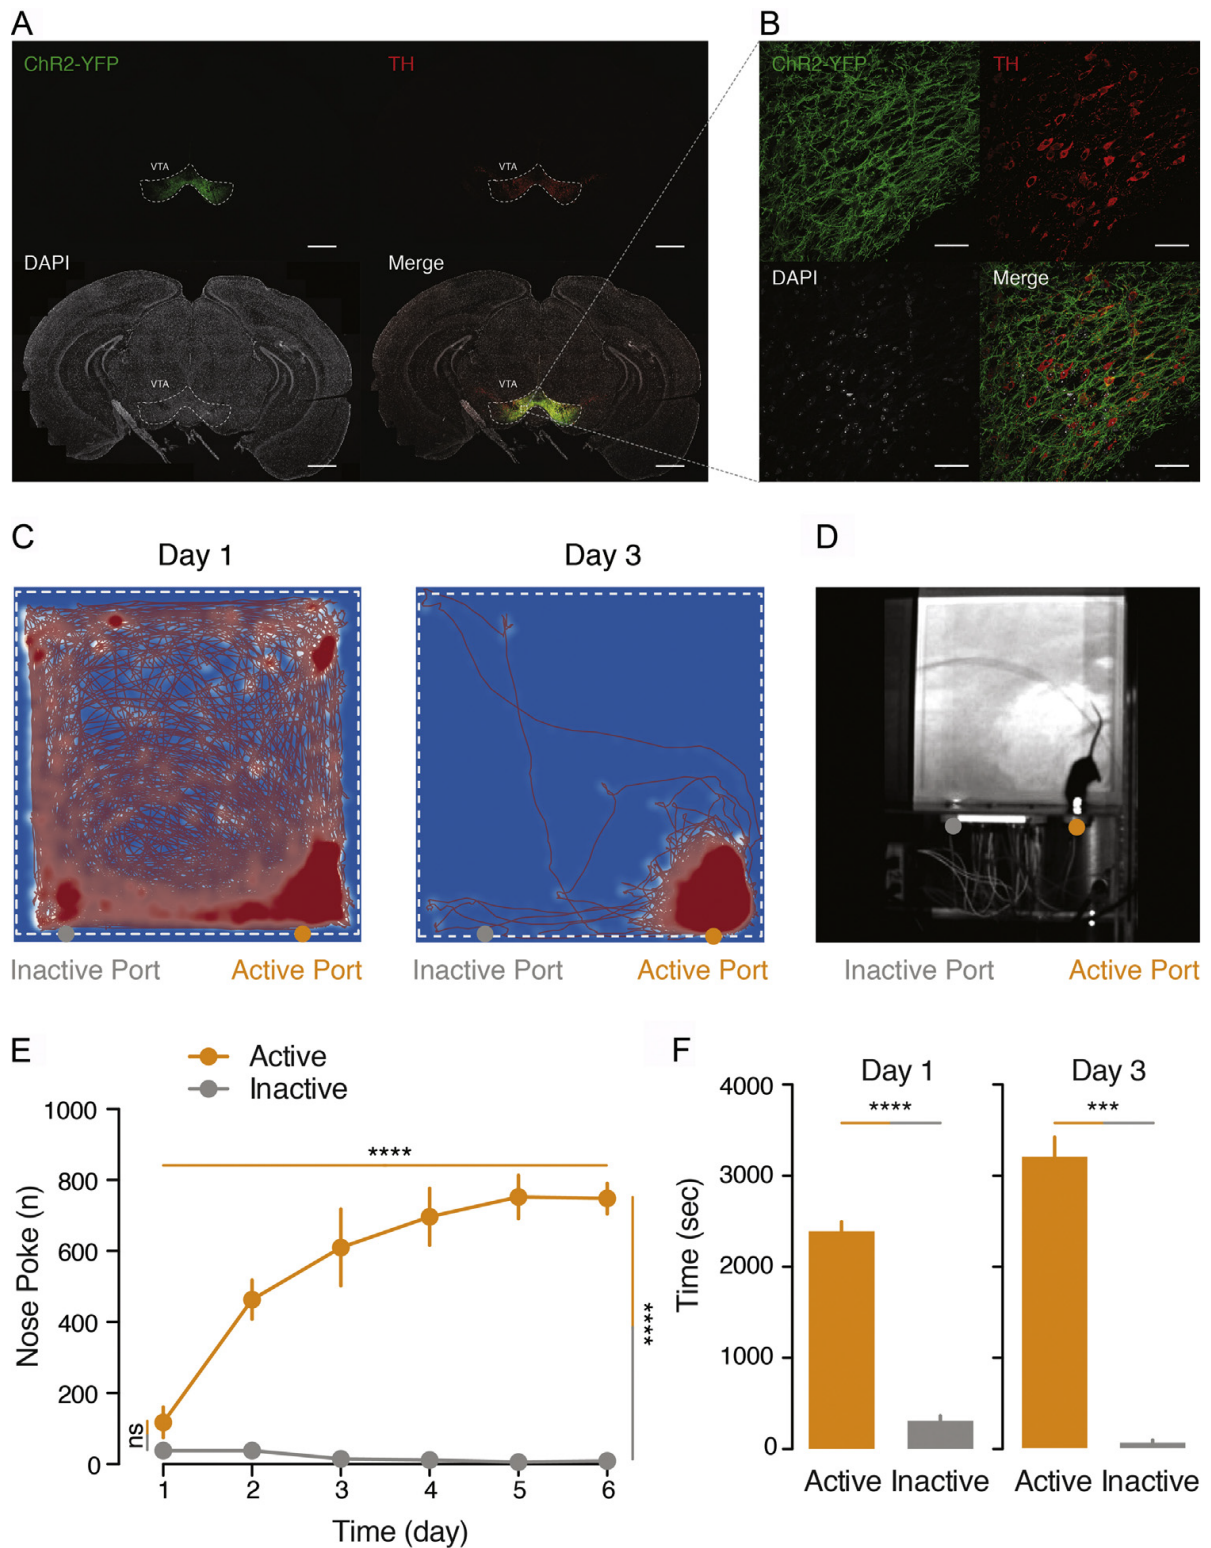 A
B
ChR2-YFP
TH
ChR2-YFP
TH
VTA
VTA
DAPI
Merge
DAPI
Merge
VTA
VTA
C
D
Day 1
Day 3
Inactive Port
Active Port
Inactive Port
Active Port
Inactive Port
Active Port
E
F
Active
Inactive
Day 1
Day 3
1000
800
600
400
200
0
Nose Poke (n)
****
****
ns
1 2 3 4 5 6
Time (day)
4000
3000
2000
1000
0
Time (sec)
****
***
Active Inactive
Active Inactive